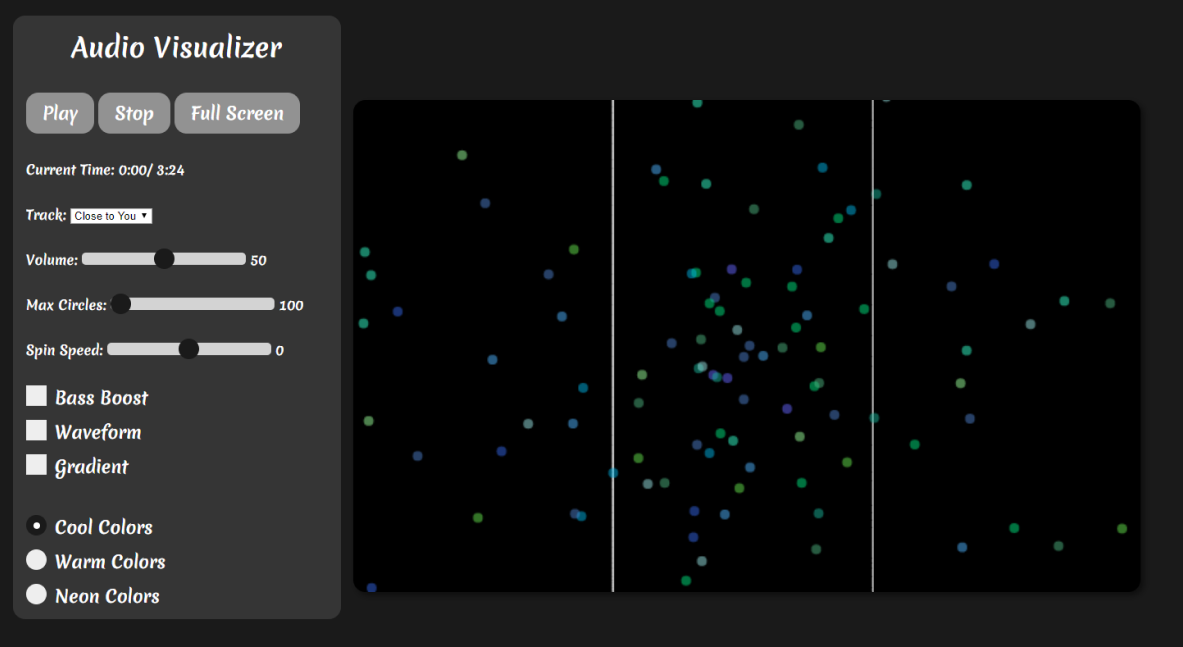 Audio Visualizer
Play Stop Full Screen
Current Time: 0:00/ 3:24
Track: Close to You
Volume: 50
Max Circles: 100
Spin Speed: 0
Bass Boost
Waveform
Gradient
Cool Colors
Warm Colors
Neon Colors